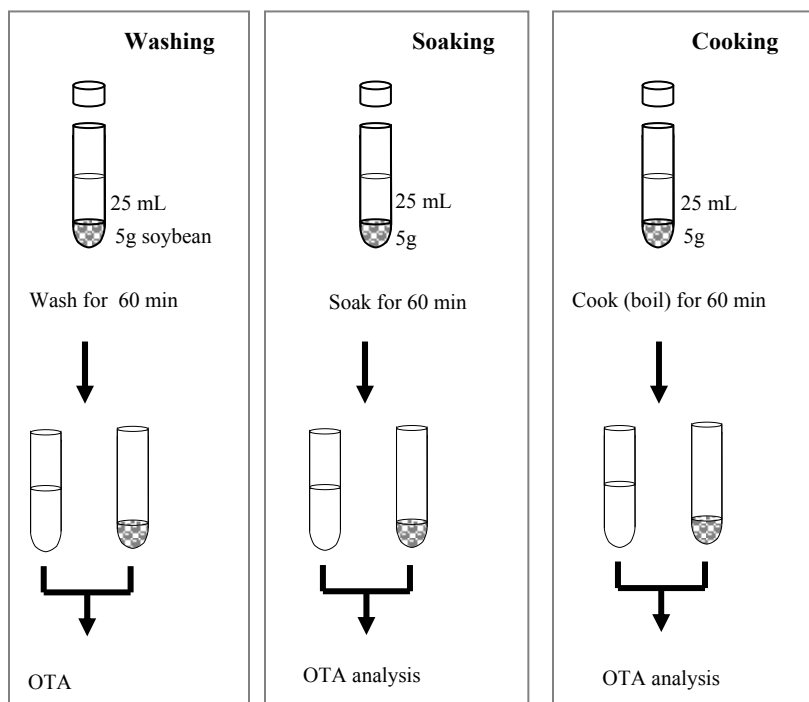 Washing
25 mL
5g soybean
Wash for 60 min
OTA
Soaking
25 mL
5g
Soak for 60 min
OTA analysis
Cooking
25 mL
5g
Cook (boil) for 60 min
OTA analysis